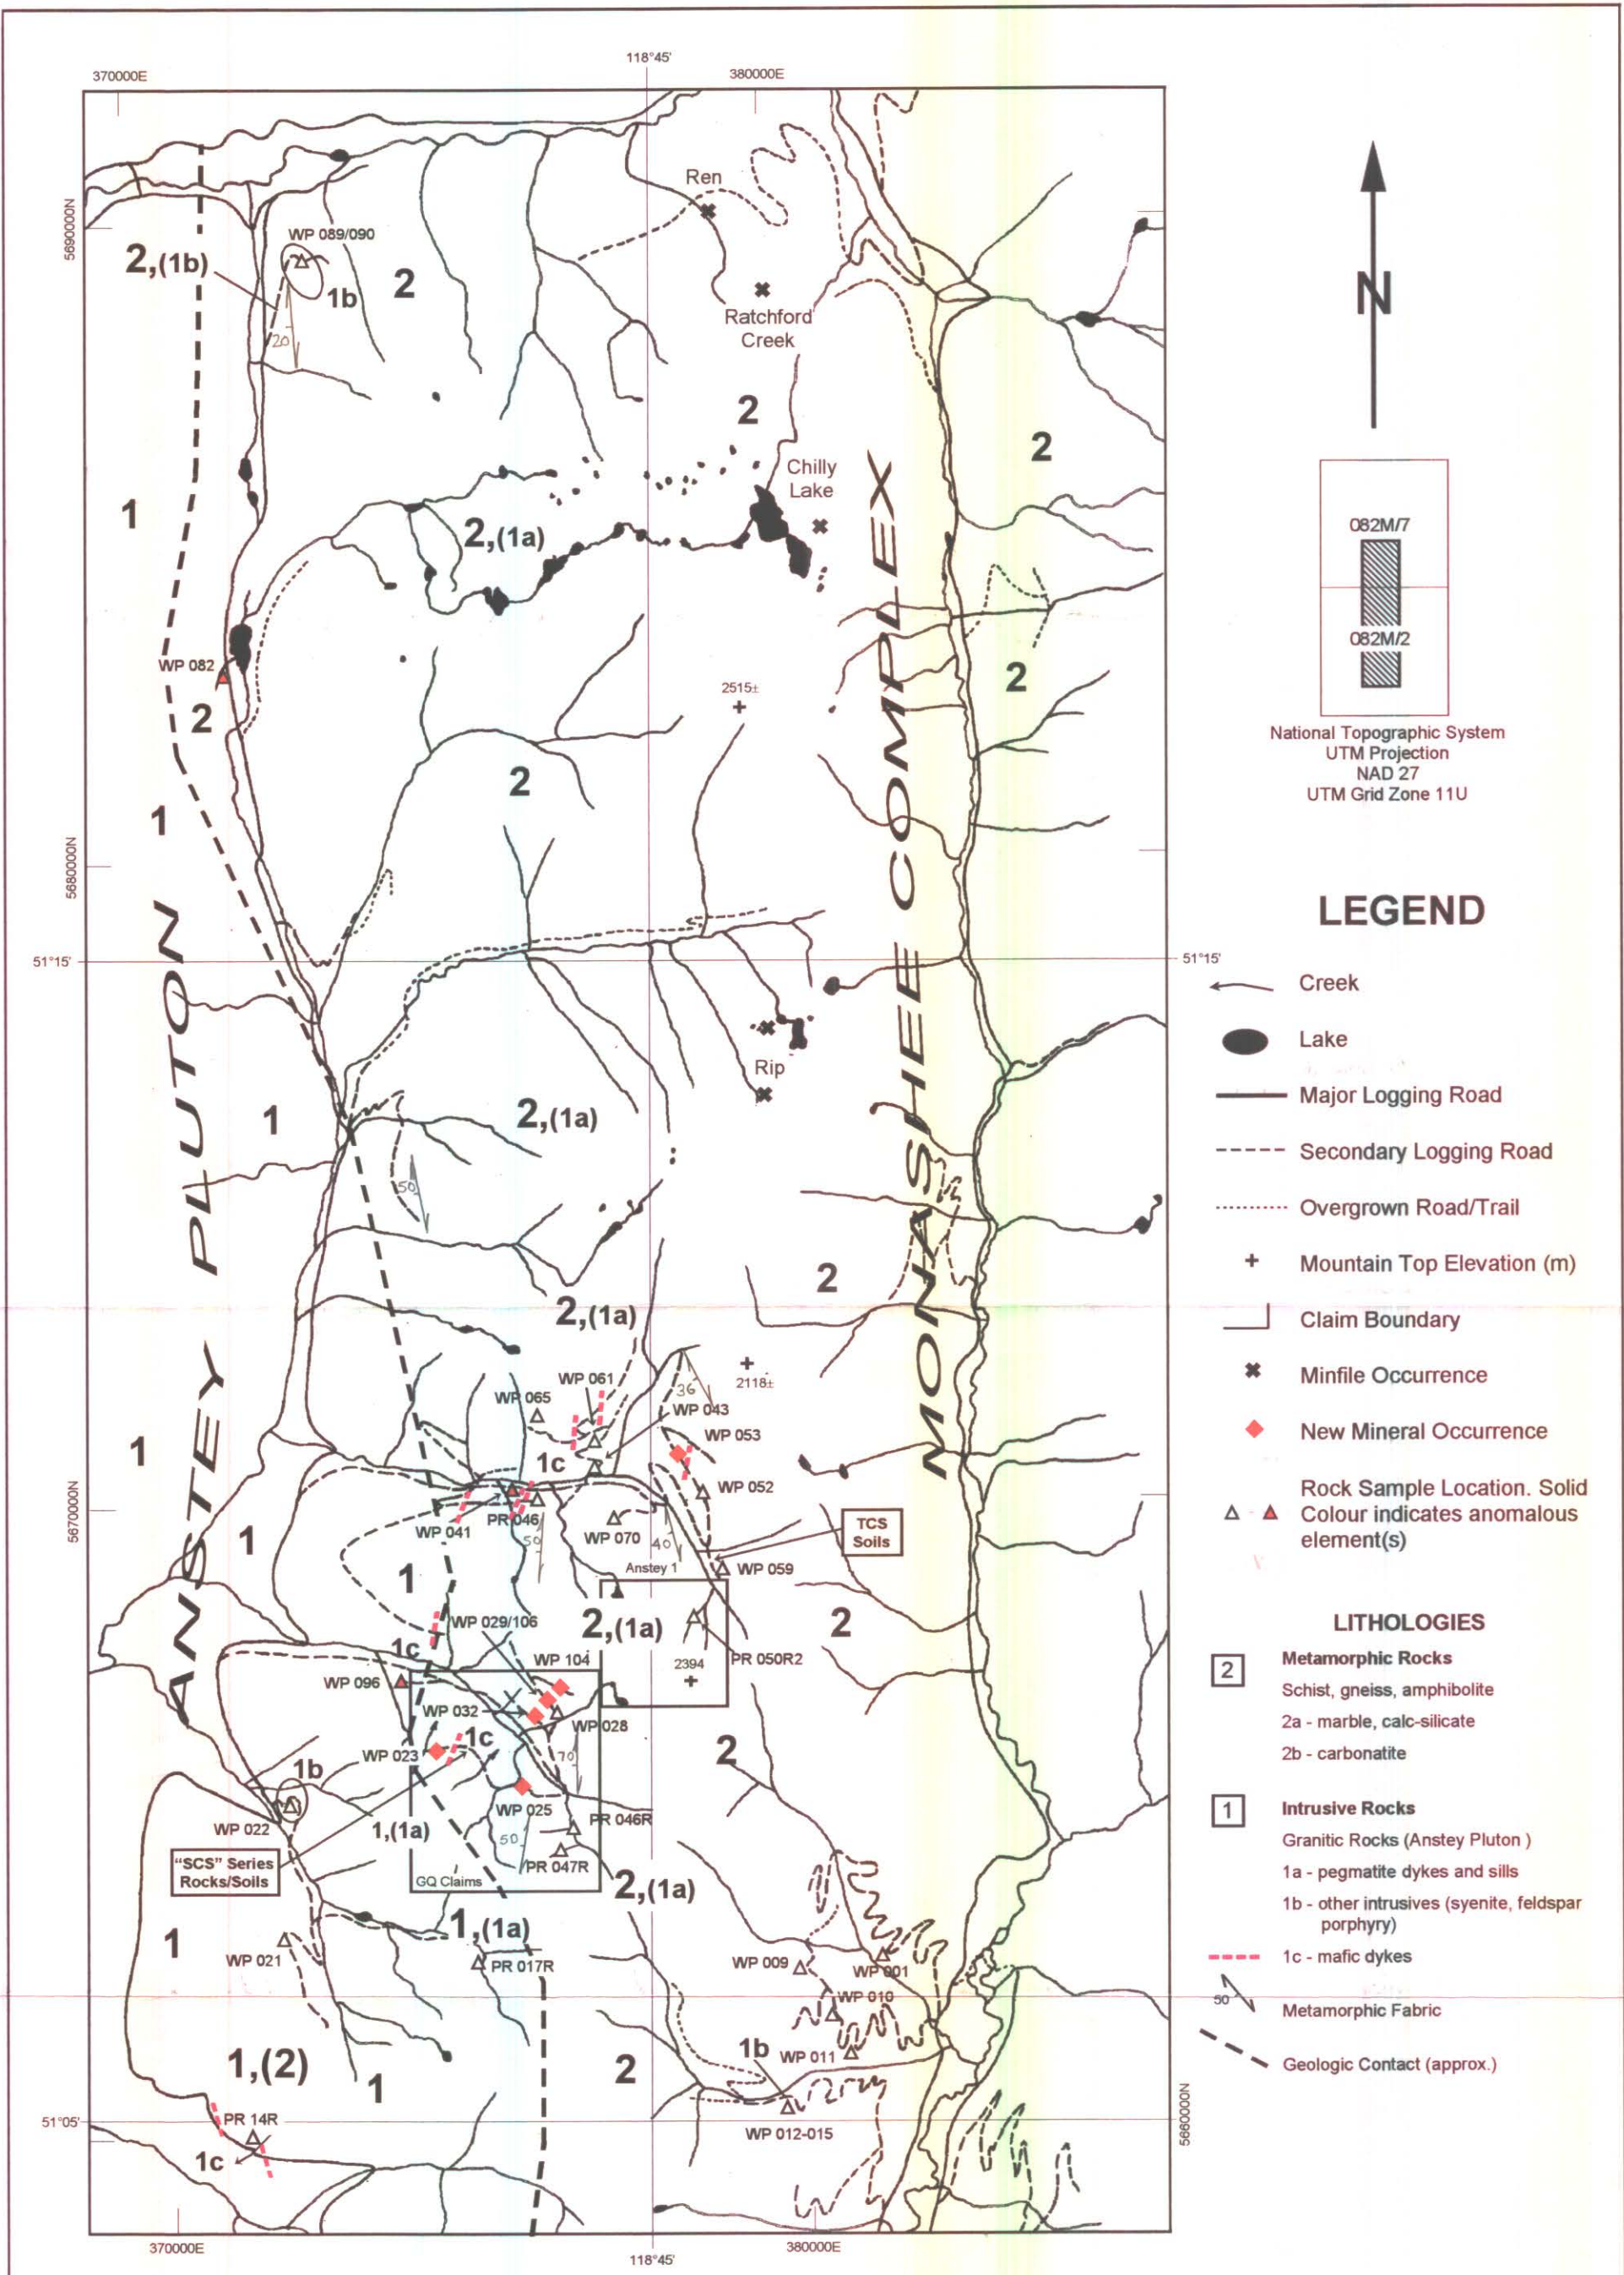 118°45'
370000E
380000E
5690000N
Ren
WP 089/090
2,(1b)
1b
2
20
Ratchford
Creek
2
2
N
Chilly
Lake
1
2,(1a)
082M/7
082M/2
National Topographic System
UTM Projection
NAD 27
UTM Grid Zone 11U
WP 082
2
2515±
2
2
1
5680000N
MONASHEE COMPLEX
ANSTEY PLUTON
LEGEND
51°15'
51°15'
Creek
Lake
Rip
Major Logging Road
1
2,(1a)
Secondary Logging Road
50
Overgrown Road/Trail
Mountain Top Elevation (m)
2
2,(1a)
Claim Boundary
2118±
Minfile Occurrence
WP 061
36
WP 065
WP 043
WP 053
New Mineral Occurrence
1
1c
WP 052
Rock Sample Location. Solid
Colour indicates anomalous
element(s)
5670000N
WP 041
PR 046
WP 070
TCS
Soils
1
50
40
Anstey 1
WP 059
1
WP 029/106
2,(1a)
2
LITHOLOGIES
1c
WP 104
2394
PR 050R2
2
Metamorphic Rocks
Schist, gneiss, amphibolite
2a - marble, calc-silicate
2b - carbonatite
WP 096
WP 032
WP 028
1c
WP 023
70
2
1b
WP 025
1
Intrusive Rocks
Granitic Rocks (Anstey Pluton )
1a - pegmatite dykes and sills
1b - other intrusives (syenite, feldspar
porphyry)
1c - mafic dykes
50
Metamorphic Fabric
Geologic Contact (approx.)
WP 022
1,(1a)
PR 046R
50
PR 047R
"SCS" Series
Rocks/Soils
GQ Claims
2,(1a)
1,(1a)
1
WP 021
PR 017R
WP 009
WP 001
WP 010
1b
WP 011
1,(2)
1
2
51°05'
PR 14R
WP 012-015
1c
5660000N
370000E
118°45'
380000E